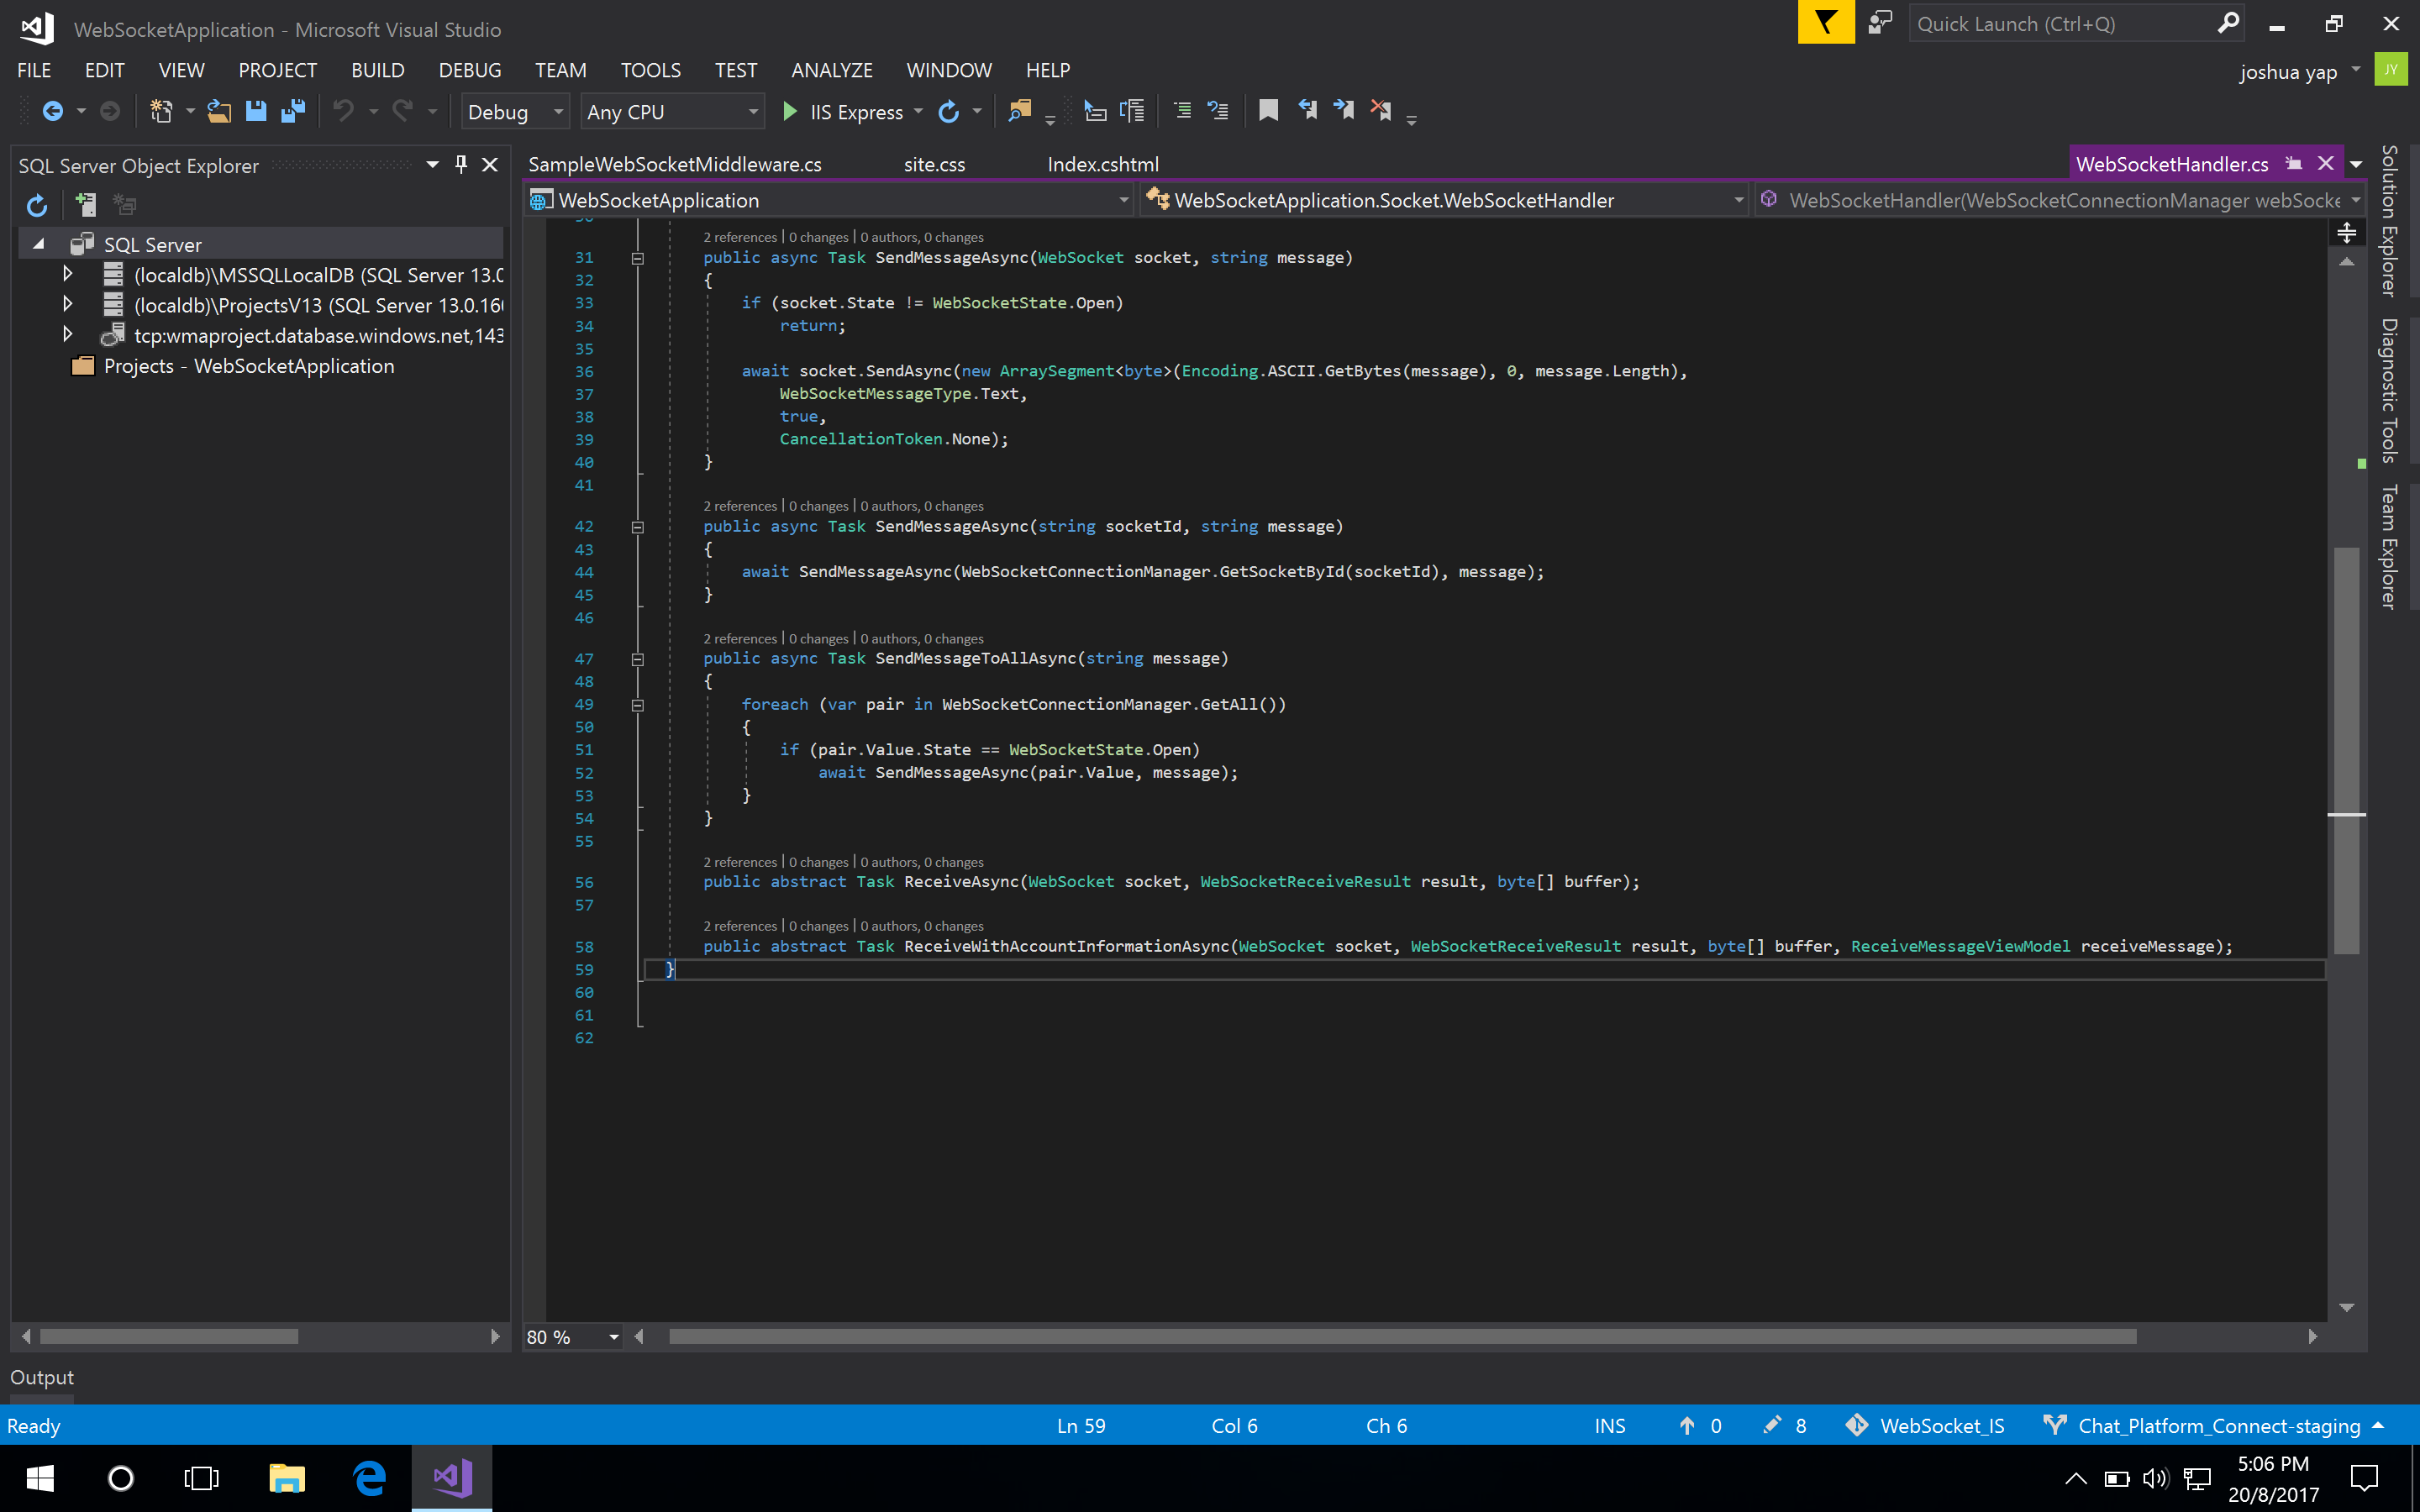 WebSocketApplication - Microsoft Visual Studio
Quick Launch (Ctrl+Q)
FILE EDIT VIEW PROJECT BUILD DEBUG TEAM TOOLS TEST ANALYZE WINDOW HELP
joshua yap JY
Debug Any CPU IIS Express
SQL Server Object Explorer
SQL Server
(localdb)\MSSQLLocalDB (SQL Server 13.0
(localdb)\ProjectsV13 (SQL Server 13.0.16
tcp:wmaproject.database.windows.net,143
Projects - WebSocketApplication
SampleWebSocketMiddleware.cs site.css Index.cshtml WebSocketHandler.cs
WebSocketApplication WebSocketApplication.Socket.WebSocketHandler WebSocketHandler(WebSocketConnectionManager webSocke
2 references | 0 changes | 0 authors, 0 changes
31 public async Task SendMessageAsync(WebSocket socket, string message)
32 {
33 if (socket.State != WebSocketState.Open)
34 return;
35
36 await socket.SendAsync(new ArraySegment<byte>(Encoding.ASCII.GetBytes(message), 0, message.Length),
37 WebSocketMessageType.Text,
38 true,
39 CancellationToken.None);
40 }
41
2 references | 0 changes | 0 authors, 0 changes
42 public async Task SendMessageAsync(string socketId, string message)
43 {
44 await SendMessageAsync(WebSocketConnectionManager.GetSocketById(socketId), message);
45 }
46
2 references | 0 changes | 0 authors, 0 changes
47 public async Task SendMessageToAllAsync(string message)
48 {
49 foreach (var pair in WebSocketConnectionManager.GetAll())
50 {
51 if (pair.Value.State == WebSocketState.Open)
52 await SendMessageAsync(pair.Value, message);
53 }
54 }
55
2 references | 0 changes | 0 authors, 0 changes
56 public abstract Task ReceiveAsync(WebSocket socket, WebSocketReceiveResult result, byte[] buffer);
57
2 references | 0 changes | 0 authors, 0 changes
58 public abstract Task ReceiveWithAccountInformationAsync(WebSocket socket, WebSocketReceiveResult result, byte[] buffer, ReceiveMessageViewModel receiveMessage);
59 }
60
61
62
80 %
Solution Explorer
Diagnostic Tools
Team Explorer
Output
Ready Ln 59 Col 6 Ch 6 INS 0 8 WebSocket_IS Chat_Platform_Connect-staging
5:06 PM
20/8/2017